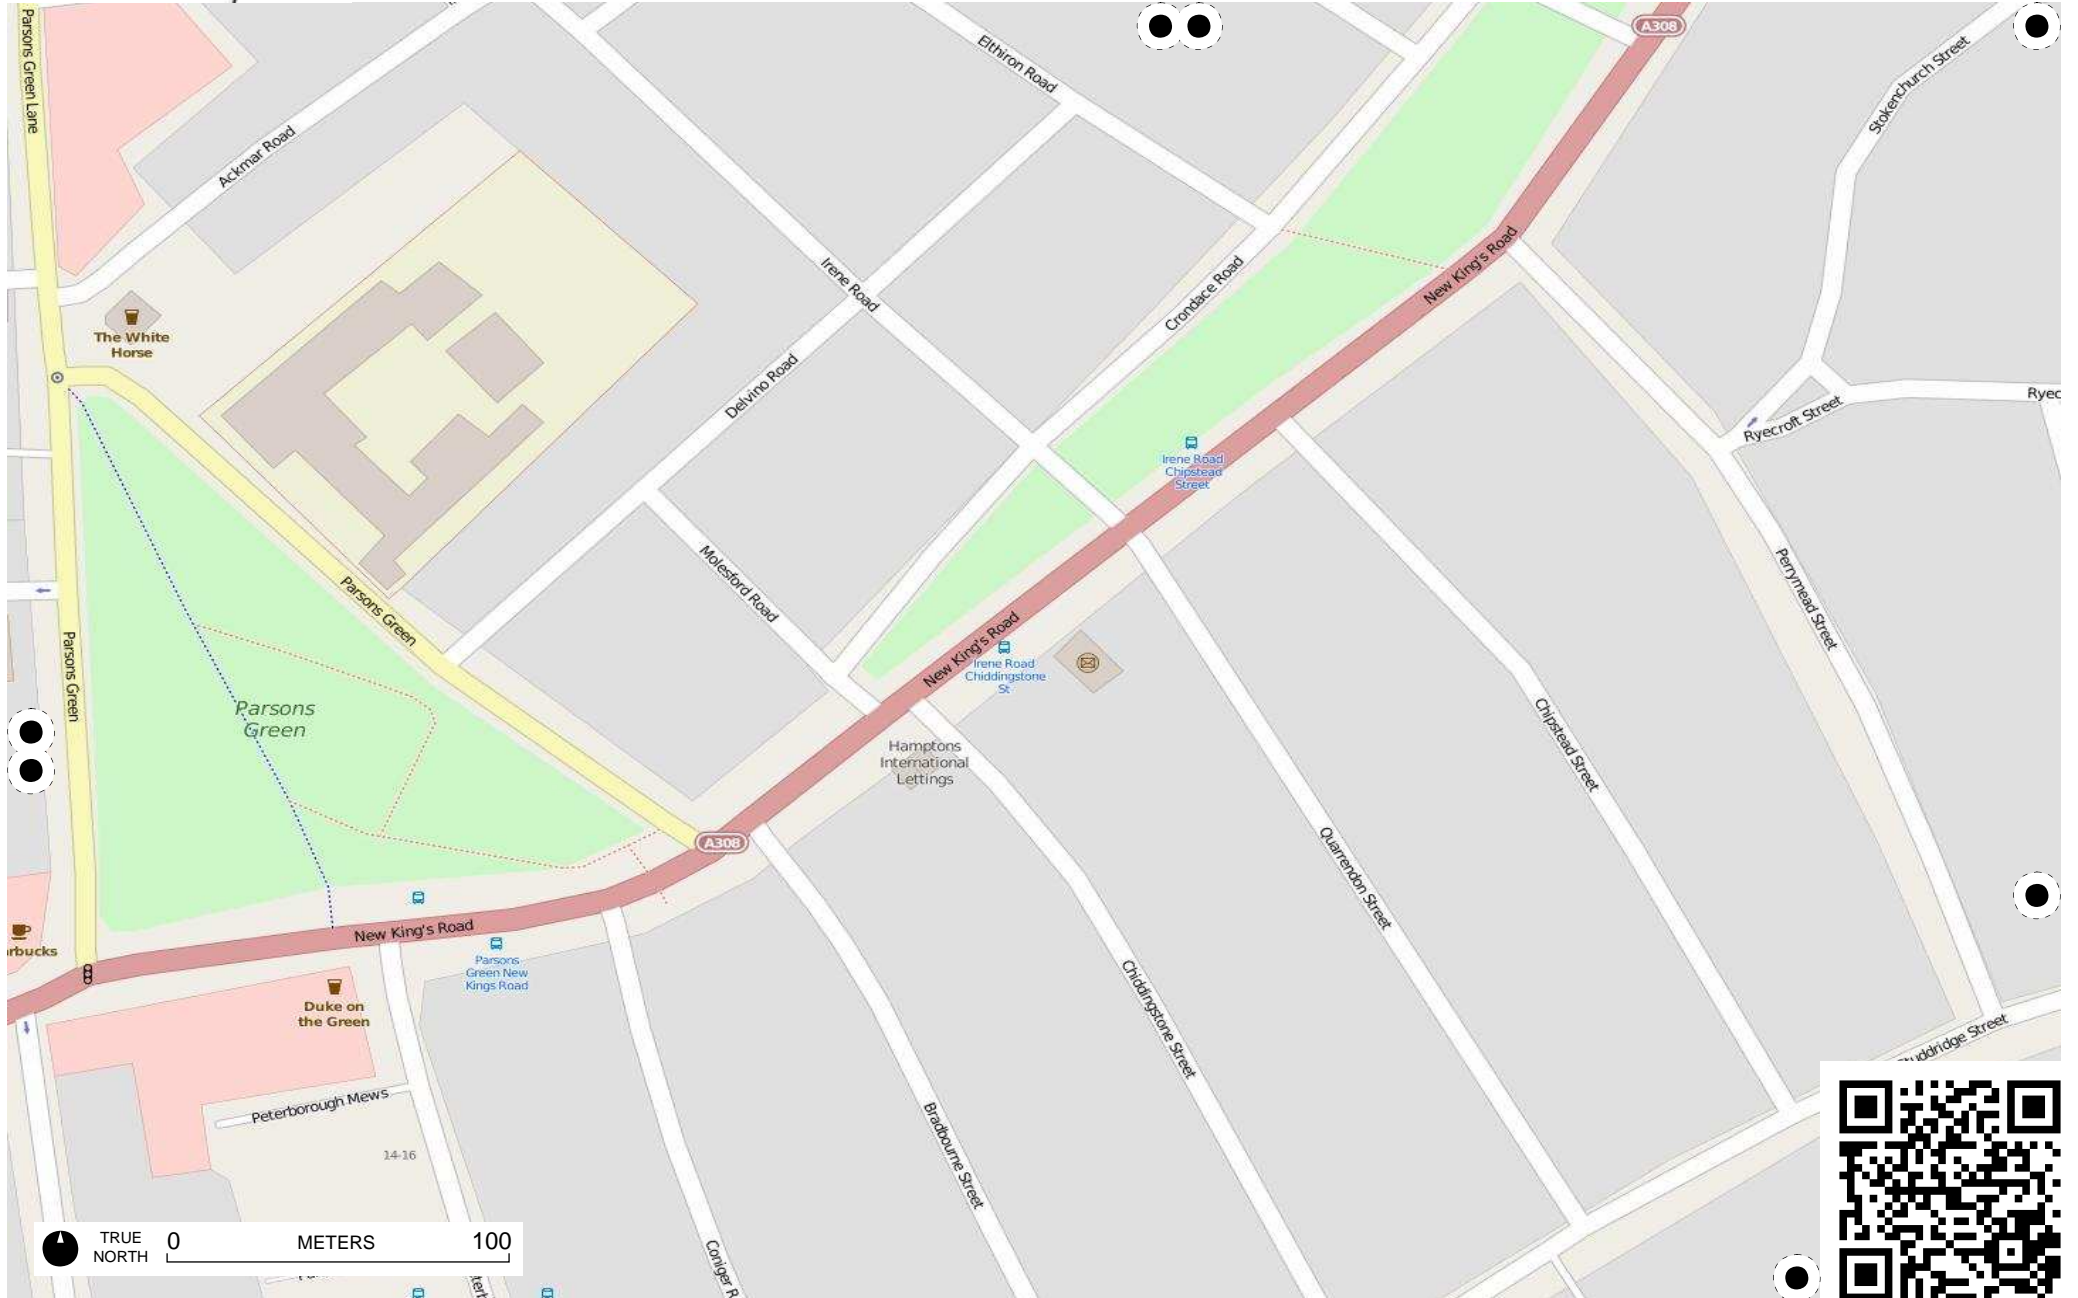 Parsons Green Lane
Ackmar Road
Elthiron Road
A308
Stokenchurch Street
The White
Horse
Irene Road
Crondace Road
New King's Road
Delvino Road
Ryecroft Street
Irene Road
Chipstead
Street
Molesford Road
Parsons Green
Perrymead Street
Parsons Green
New King's Road
Irene Road
Chiddingstone
St
Parsons
Green
Hamptons
International
Lettings
Chipstead Street
A308
Quarrendon Street
New King's Road
Parsons
Green New
Kings Road
Duke on
the Green
Chiddingstone Street
Studdridge Street
Peterborough Mews
14-16
Bradbourne Street
Coniger R
TRUE
NORTH
0 METERS 100